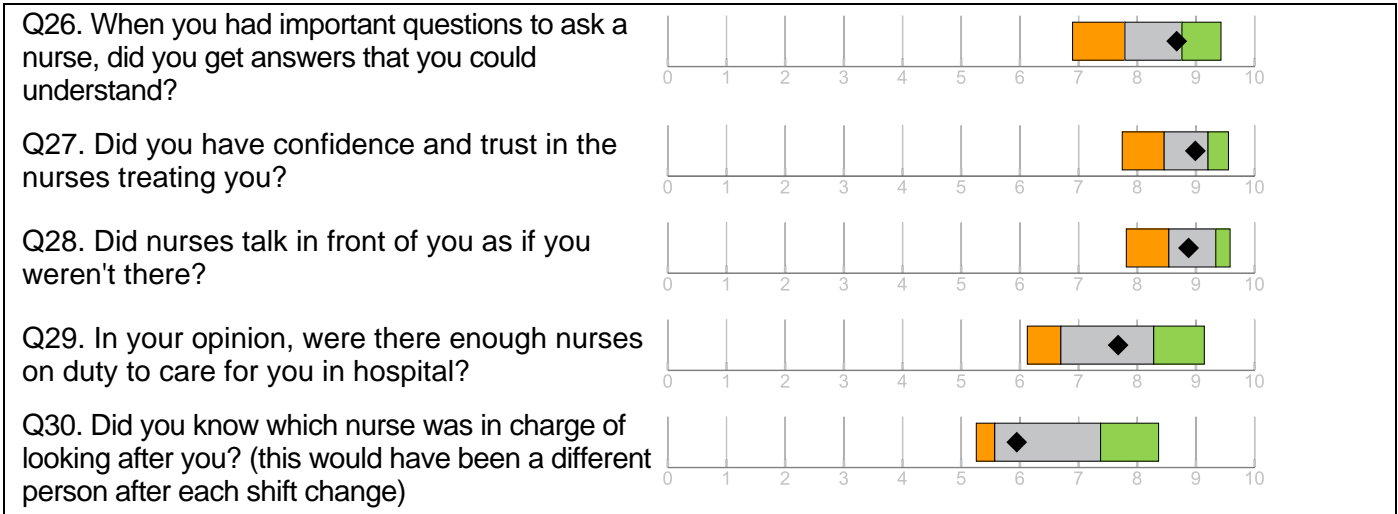 Q26. When you had important questions to ask a
nurse, did you get answers that you could
understand?
0 1 2 3 4 5 6 7 8 9 10
Q27. Did you have confidence and trust in the
nurses treating you?
0 1 2 3 4 5 6 7 8 9 10
Q28. Did nurses talk in front of you as if you
weren't there?
0 1 2 3 4 5 6 7 8 9 10
Q29. In your opinion, were there enough nurses
on duty to care for you in hospital?
0 1 2 3 4 5 6 7 8 9 10
Q30. Did you know which nurse was in charge of
looking after you? (this would have been a different
person after each shift change)
0 1 2 3 4 5 6 7 8 9 10